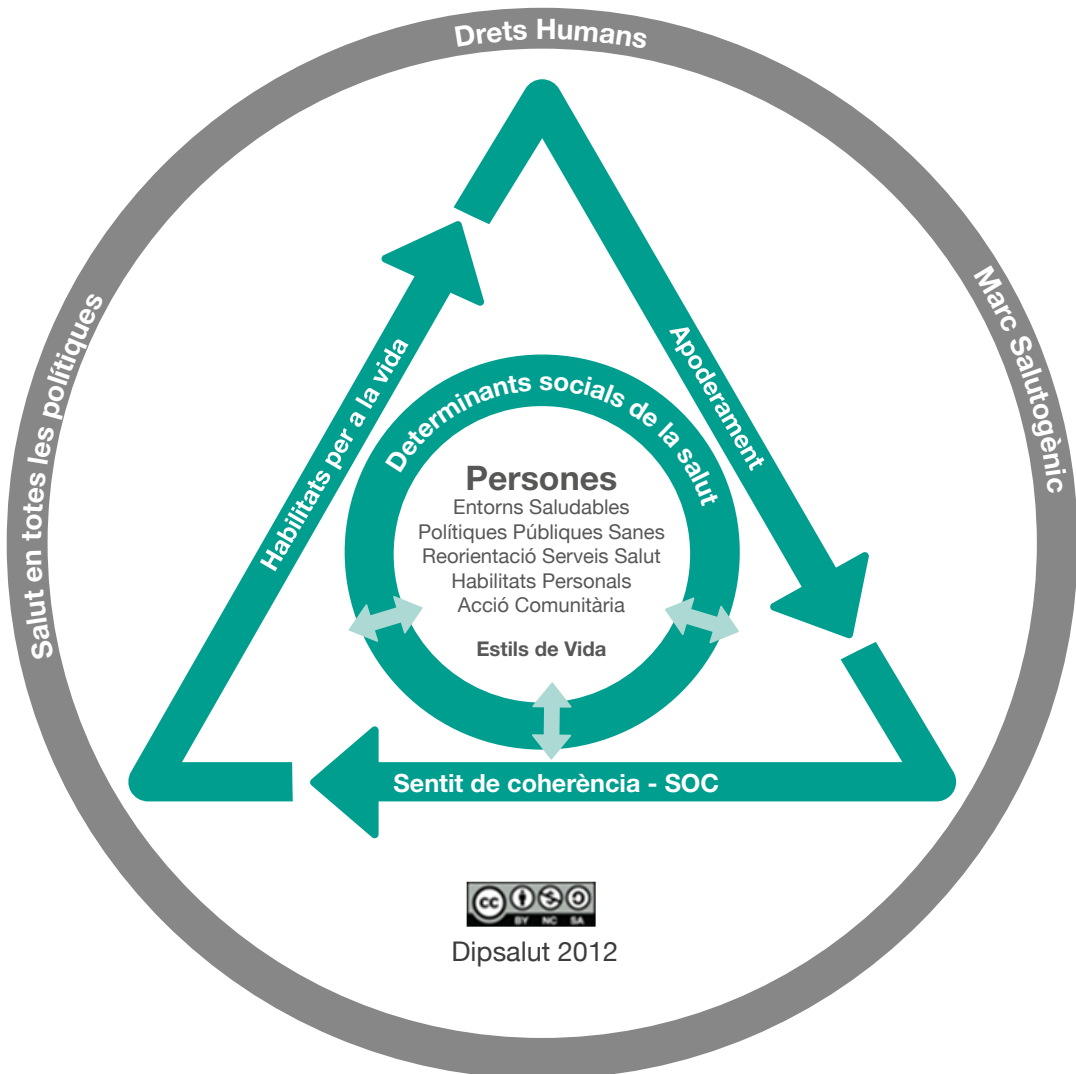 Drets Humans
Salut en totes les polítiques
Marc Salutogènic
Habilitats per a la vida
Apoderament
Determinants socials de la salut
Persones
Entorns Saludables
Polítiques Públiques Sanes
Reorientació Serveis Salut
Habilitats Personals
Acció Comunitària
Estils de Vida
Sentit de coherència - SOC
cc
BY NC SA
Dipsalut 2012